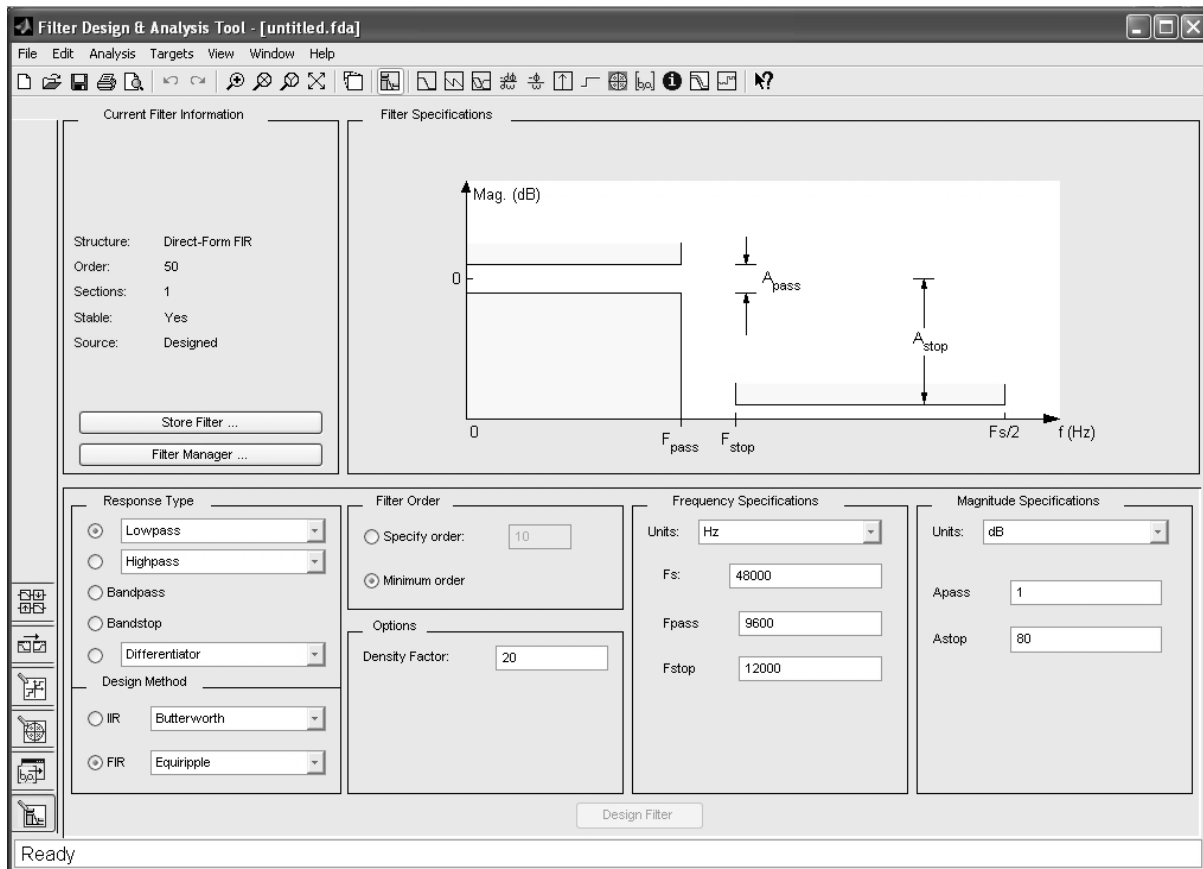 Filter Design & Analysis Tool - [untitled.fda]
File Edit Analysis Targets View Window Help
Current Filter Information
Structure: Direct-Form FIR
Order: 50
Sections: 1
Stable: Yes
Source: Designed
Store Filter ...
Filter Manager ...
Filter Specifications
Mag. (dB)
0
Apass
Astop
0 Fpass Fstop Fs/2 f (Hz)
Response Type
Lowpass
Highpass
Bandpass
Bandstop
Differentiator
Design Method
IIR Butterworth
FIR Equiripple
Filter Order
Specify order: 10
Minimum order
Options
Density Factor: 20
Frequency Specifications
Units: Hz
Fs: 48000
Fpass 9600
Fstop 12000
Magnitude Specifications
Units: dB
Apass 1
Astop 80
Design Filter
Ready